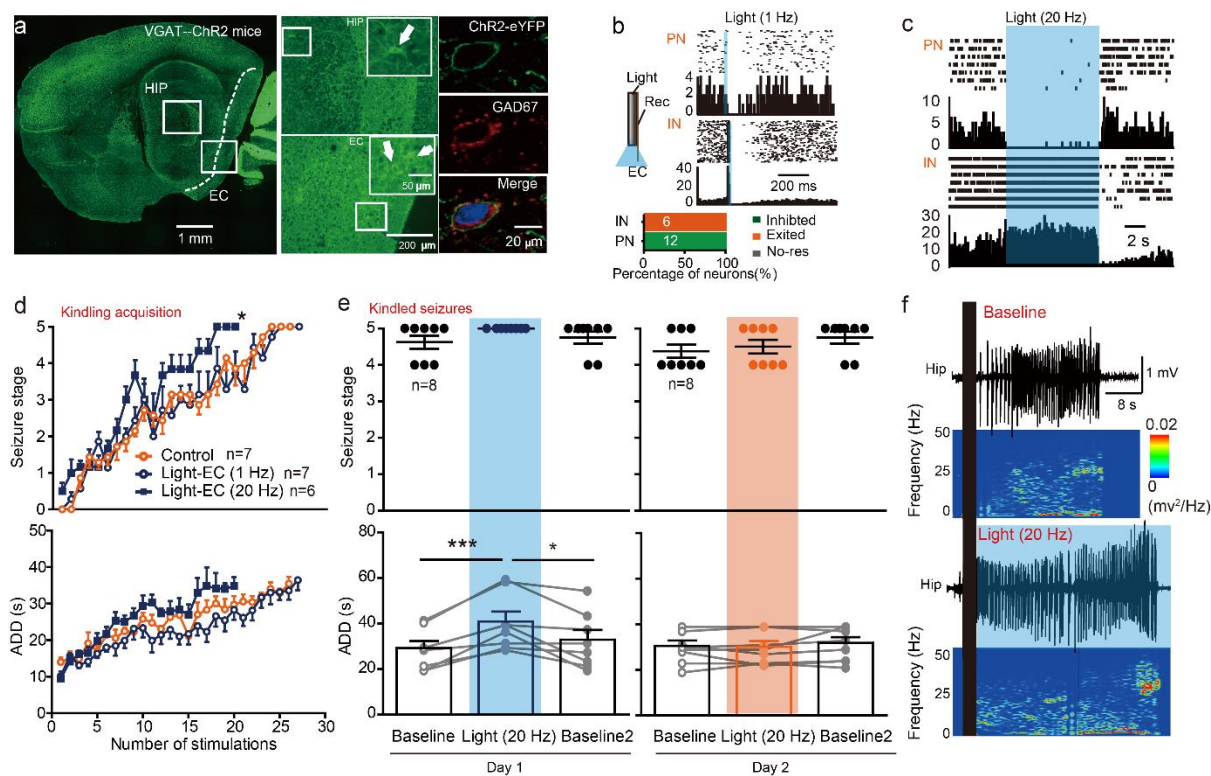 a
VGAT--ChR2 mice
HIP
EC
1 mm
HIP
EC
50 µm
200 µm
ChR2-eYFP
GAD67
Merge
20 µm
b
Light (1 Hz)
PN
4
2
0
Light
Rec
EC
IN
40
20
0
200 ms
IN
6
PN
12
0
50
100
Percentage of neurons(%)
Inhibted
Exited
No-res
c
Light (20 Hz)
PN
10
5
0
IN
30
20
10
0
2 s
d
Kindling acquisition
*
5
4
3
2
1
0
Seizure stage
Control n=7
Light-EC (1 Hz) n=7
Light-EC (20 Hz) n=6
50
40
30
20
10
0
ADD (s)
0
5
10
15
20
25
30
Number of stimulations
e
Kindled seizures
5
4
3
2
1
0
Seizure stage
n=8
n=8
80
60
40
20
0
ADD (s)
***
*
Baseline Light (20 Hz) Baseline2
Day 1
Baseline Light (20 Hz) Baseline2
Day 2
f
Baseline
Hip
1 mV
8 s
50
25
0
Frequency (Hz)
0.02
0
(mv²/Hz)
Light (20 Hz)
Hip
50
25
0
Frequency (Hz)